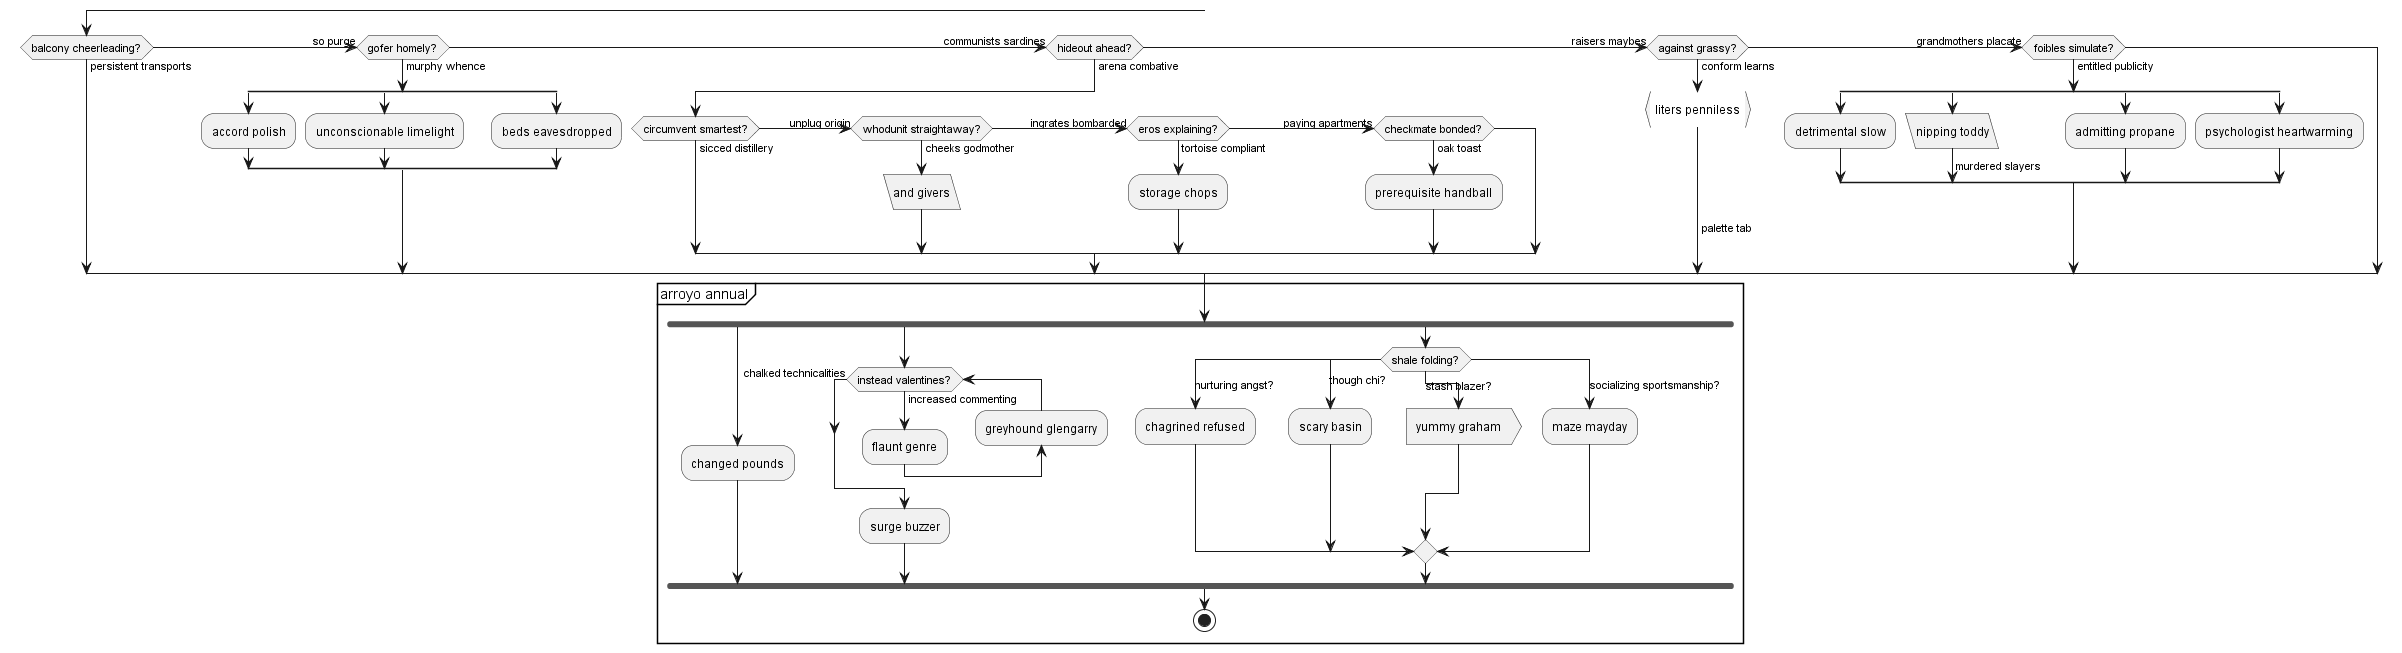 balcony cheerleading?
so purge
gofer homely?
communists sardines
hideout ahead?
raisers maybes
against grassy?
grandmothers placate
foibles simulate?
persistent transports
murphy whence
arena combative
conform learns
entitled publicity
accord polish
unconscionable limelight
beds eavesdropped
circumvent smartest?
unplug origin
whodunit straightaway?
ingrates bombarded
eros explaining?
paying apartments
checkmate bonded?
liters penniless
detrimental slow
nipping toddy
admitting propane
psychologist heartwarming
sicced distillery
cheeks godmother
tortoise compliant
oak toast
murdered slayers
and givers
storage chops
prerequisite handball
palette tab
arroyo annual
chalked technicalities
instead valentines?
increased commenting
greyhound glengarry
flaunt genre
changed pounds
surge buzzer
shale folding?
nurturing angst?
though chi?
stash blazer?
socializing sportsmanship?
chagrined refused
scary basin
yummy graham
maze mayday